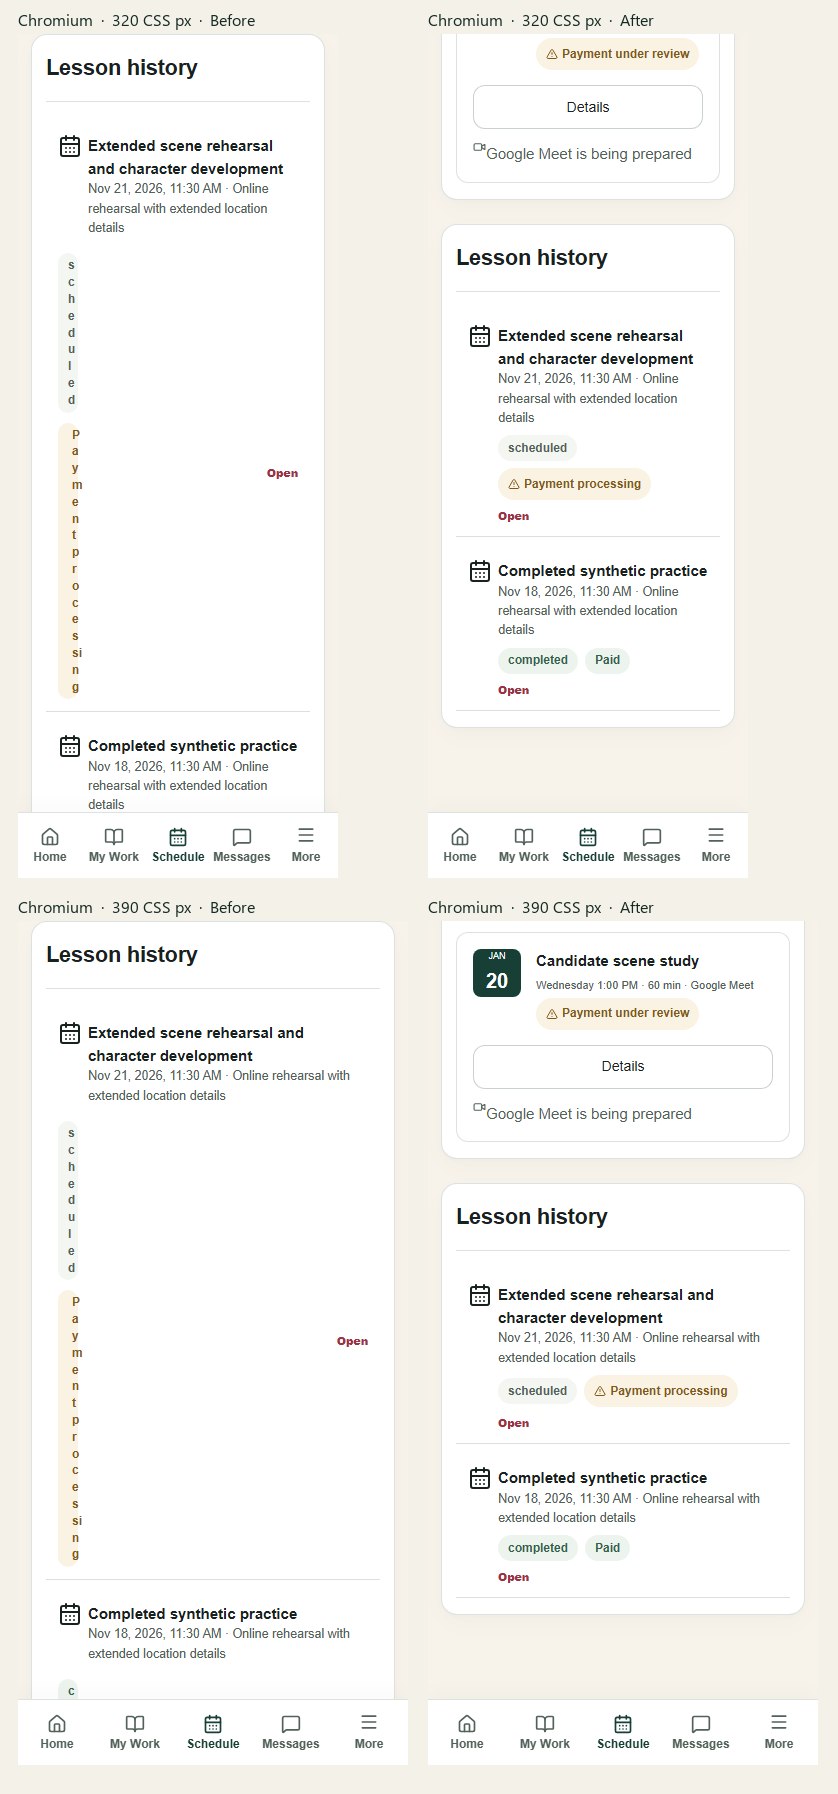 Chromium · 320 CSS px · Before
Lesson history
Extended scene rehearsal
and character development
Nov 21, 2026, 11:30 AM · Online
rehearsal with extended location
details
s
c
h
e
d
u
l
e
d
P
a
y
m
e
n
t
p
r
o
c
e
s
si
n
g
Open
Completed synthetic practice
Nov 18, 2026, 11:30 AM · Online
rehearsal with extended location
details
Home
My Work
Schedule
Messages
More
Chromium · 320 CSS px · After
Payment under review
Details
Google Meet is being prepared
Lesson history
Extended scene rehearsal
and character development
Nov 21, 2026, 11:30 AM · Online
rehearsal with extended location
details
scheduled
Payment processing
Open
Completed synthetic practice
Nov 18, 2026, 11:30 AM · Online
rehearsal with extended location
details
completed
Paid
Open
Home
My Work
Schedule
Messages
More
Chromium · 390 CSS px · Before
Lesson history
Extended scene rehearsal and
character development
Nov 21, 2026, 11:30 AM · Online rehearsal with
extended location details
s
c
h
e
d
u
l
e
d
P
a
y
m
e
n
t
p
r
o
c
e
s
si
n
g
Open
Completed synthetic practice
Nov 18, 2026, 11:30 AM · Online rehearsal with
extended location details
c
Home
My Work
Schedule
Messages
More
Chromium · 390 CSS px · After
JAN
20
Candidate scene study
Wednesday 1:00 PM · 60 min · Google Meet
Payment under review
Details
Google Meet is being prepared
Lesson history
Extended scene rehearsal and
character development
Nov 21, 2026, 11:30 AM · Online rehearsal with
extended location details
scheduled
Payment processing
Open
Completed synthetic practice
Nov 18, 2026, 11:30 AM · Online rehearsal with
extended location details
completed
Paid
Open
Home
My Work
Schedule
Messages
More